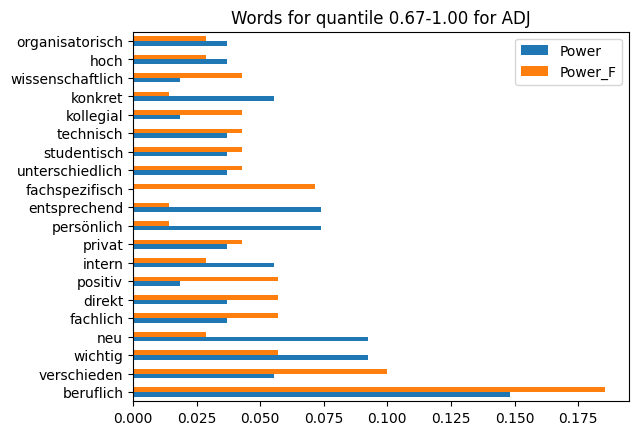 Words for quantile 0.67-1.00 for ADJ
organisatorisch
hoch
wissenschaftlich
konkret
kollegial
technisch
studentisch
unterschiedlich
fachspezifisch
entsprechend
persönlich
privat
intern
positiv
direkt
fachlich
neu
wichtig
verschieden
beruflich
Power
Power_F
0.000 0.025 0.050 0.075 0.100 0.125 0.150 0.175